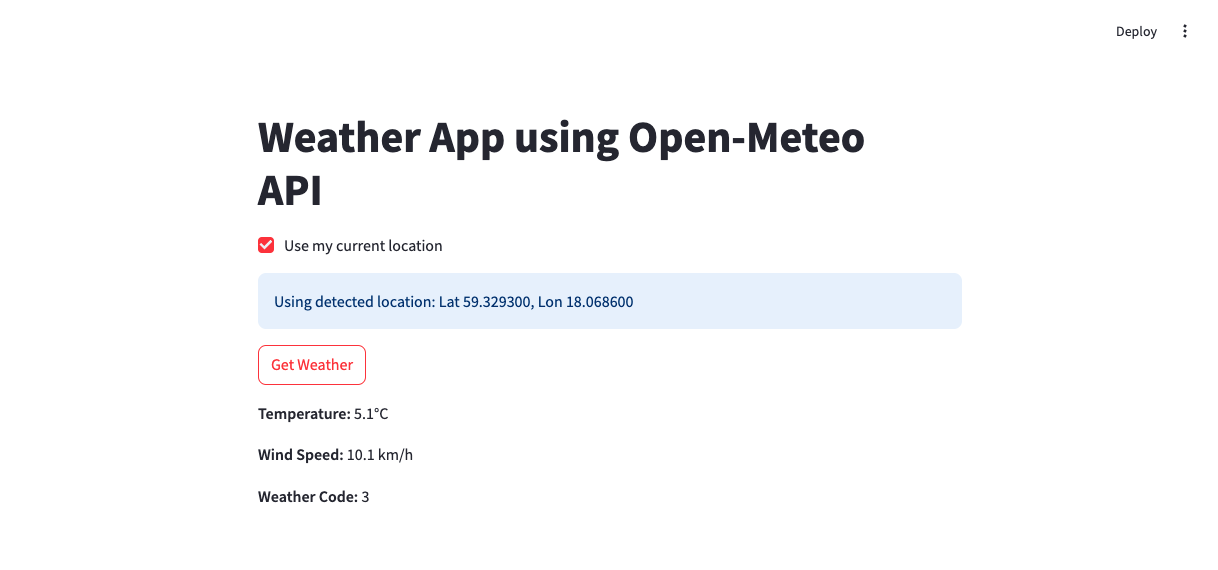 Deploy
Weather App using Open-Meteo
API
Use my current location
Using detected location: Lat 59.329300, Lon 18.068600
Get Weather
Temperature: 5.1°C
Wind Speed: 10.1 km/h
Weather Code: 3